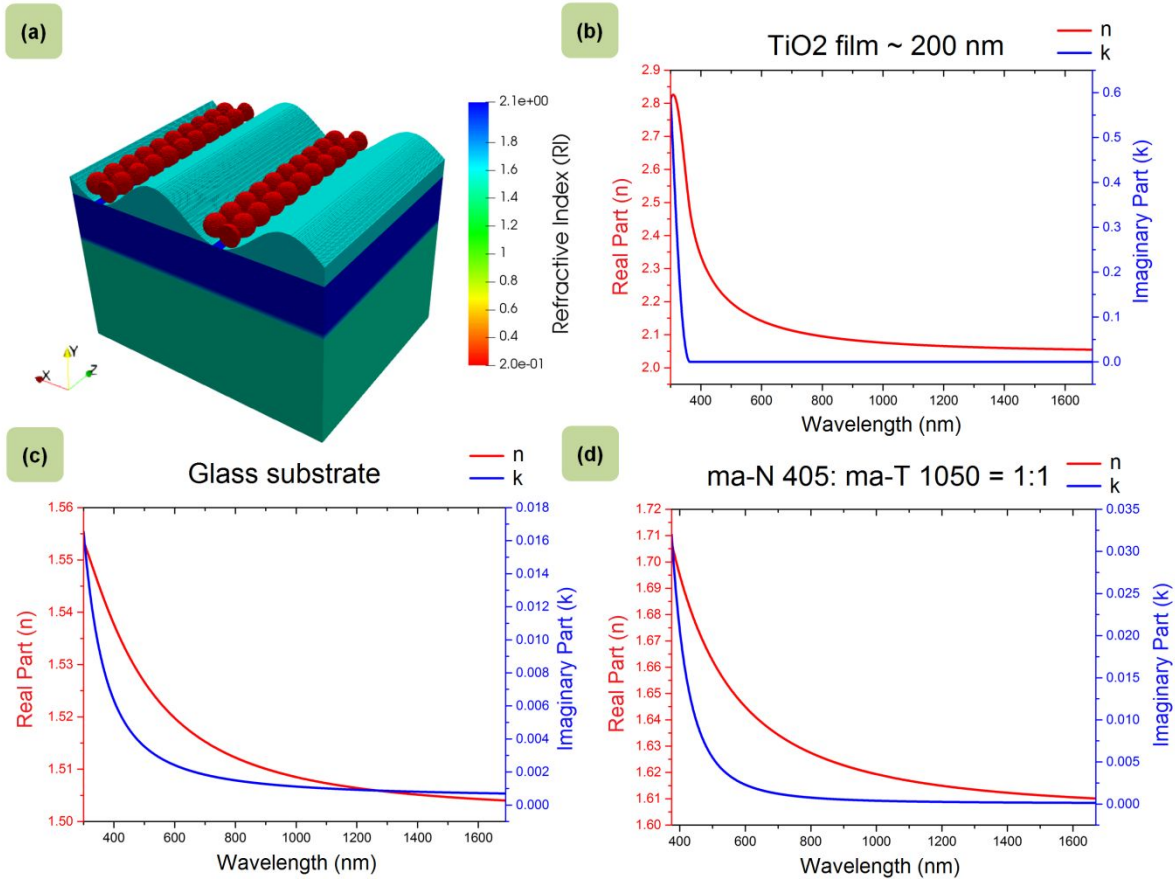 (a)
2.1e+00
1.8
1.6
1.4
1.2
1.0
0.8
0.6
0.4
2.0e-01
Refractive Index (RI)
Y
X
Z
(b)
TiO2 film ~ 200 nm
n
k
2.9
2.8
2.7
2.6
2.5
2.4
2.3
2.2
2.1
2.0
Real Part (n)
0.6
0.5
0.4
0.3
0.2
0.1
0.0
Imaginary Part (k)
400 600 800 1000 1200 1400 1600
Wavelength (nm)
(c)
Glass substrate
n
k
1.56
1.55
1.54
1.53
1.52
1.51
1.50
Real Part (n)
0.018
0.016
0.014
0.012
0.010
0.008
0.006
0.004
0.002
0.000
Imaginary Part (k)
400 600 800 1000 1200 1400 1600
Wavelength (nm)
(d)
ma-N 405: ma-T 1050 = 1:1
n
k
1.72
1.71
1.70
1.69
1.68
1.67
1.66
1.65
1.64
1.63
1.62
1.61
1.60
Real Part (n)
0.035
0.030
0.025
0.020
0.015
0.010
0.005
0.000
Imaginary Part (k)
400 600 800 1000 1200 1400 1600
Wavelength (nm)